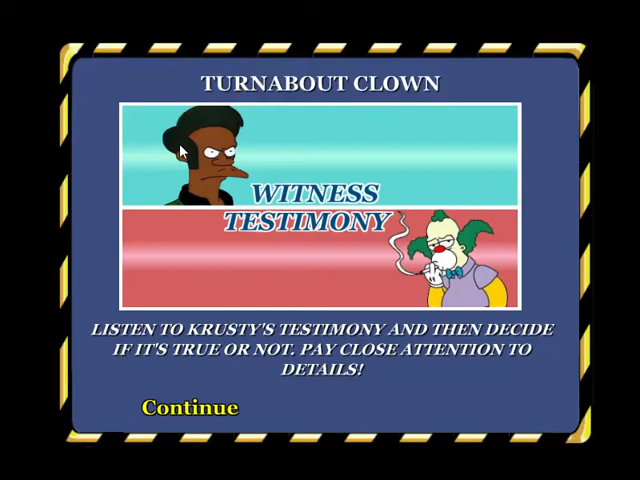 TURNABOUT CLOWN
WITNESS
TESTIMONY
LISTEN TO KRUSTY'S TESTIMONY AND THEN DECIDE
IF IT'S TRUE OR NOT. PAY CLOSE ATTENTION TO
DETAILS!
Continue